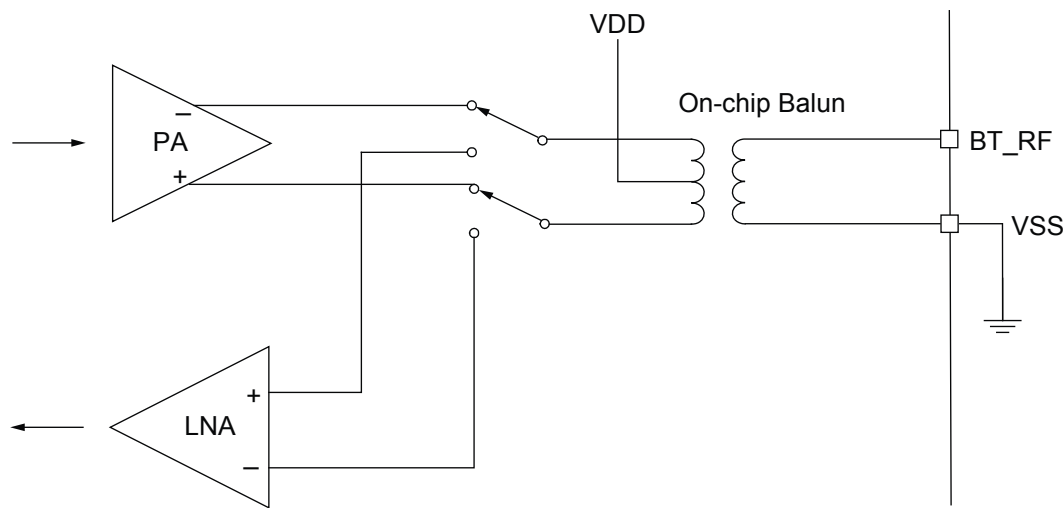 VDD
On-chip Balun
−
PA
+
BT_RF
VSS
+
LNA
−